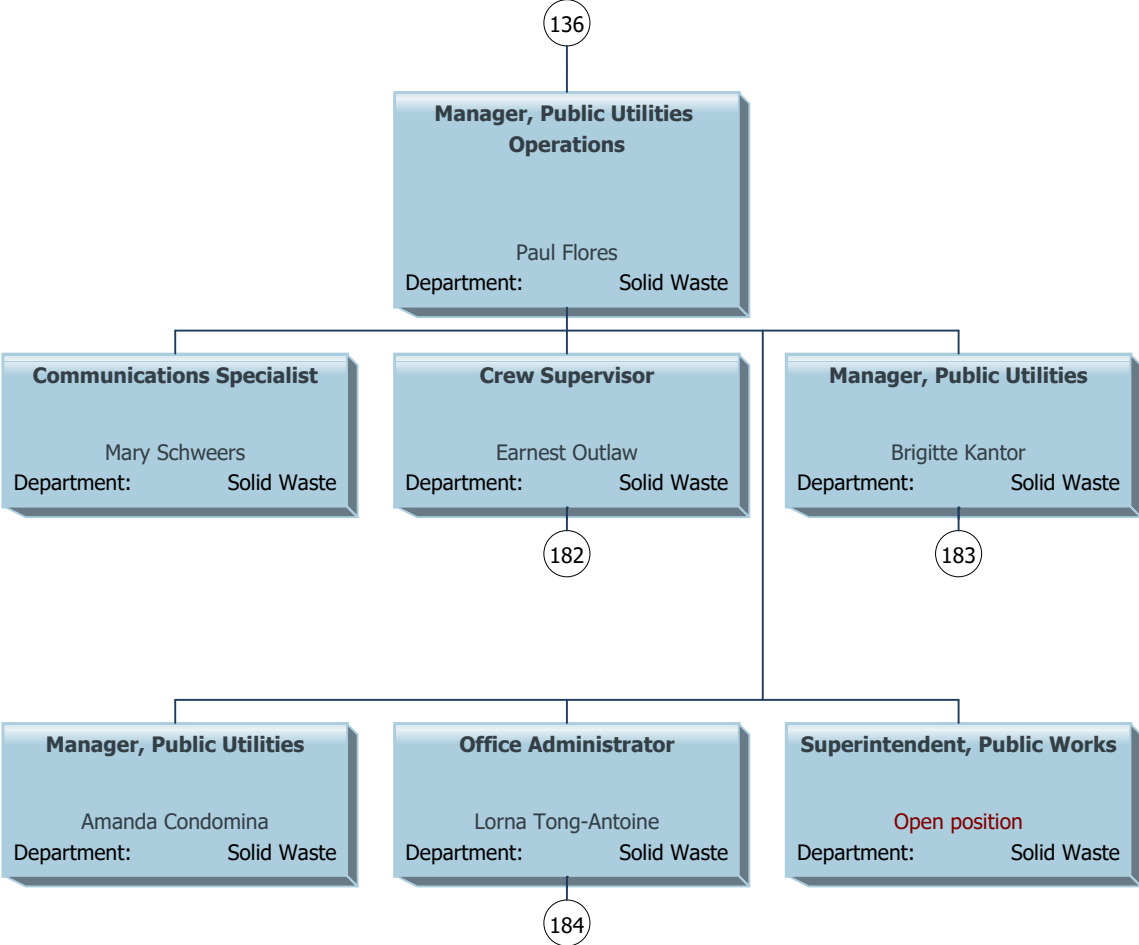 136
Manager, Public Utilities
Operations
Paul Flores
Department: Solid Waste
Communications Specialist
Mary Schweers
Department: Solid Waste
Crew Supervisor
Earnest Outlaw
Department: Solid Waste
182
Manager, Public Utilities
Brigitte Kantor
Department: Solid Waste
183
Manager, Public Utilities
Amanda Condomina
Department: Solid Waste
Office Administrator
Lorna Tong-Antoine
Department: Solid Waste
184
Superintendent, Public Works
Open position
Department: Solid Waste